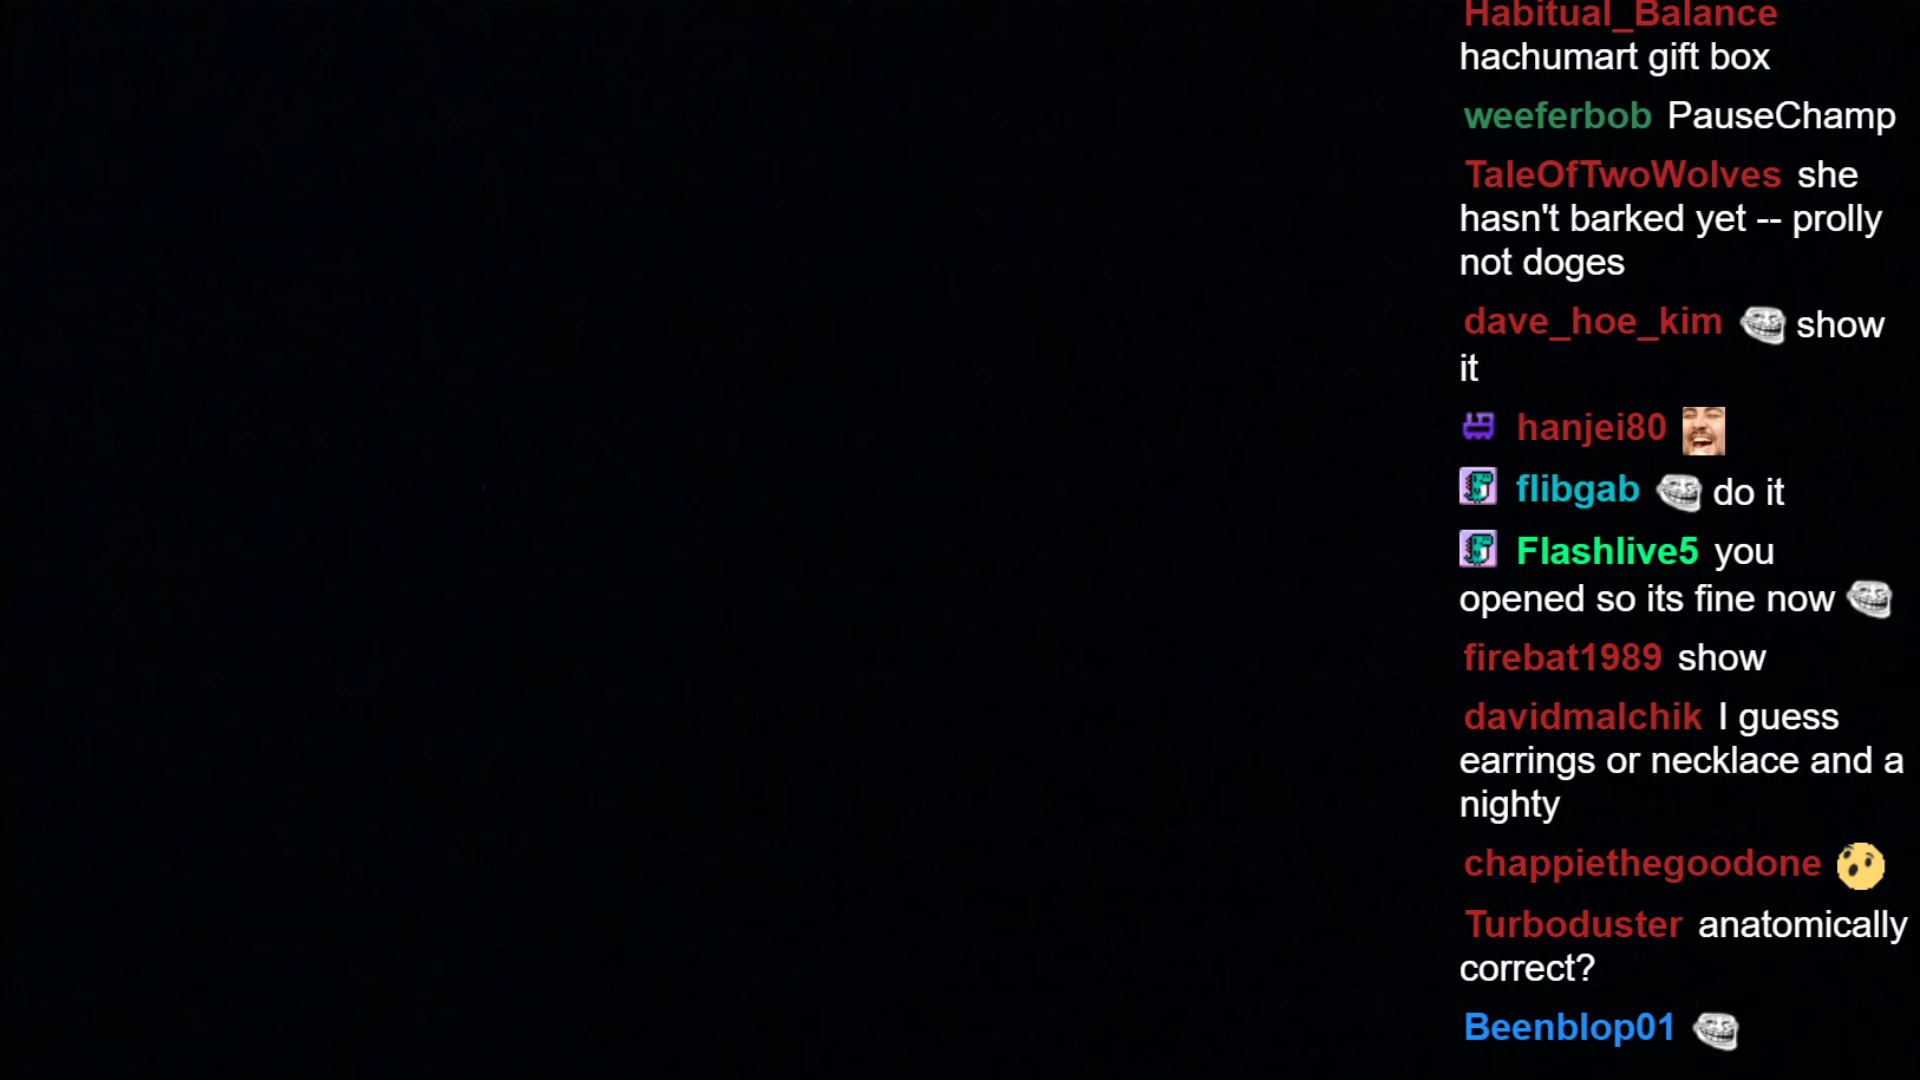 Habitual_Balance
hachumart gift box
weeferbob PauseChamp
TaleOfTwoWolves she
hasn't barked yet -- prolly
not doges
dave_hoe_kim show
it
hanjei80
flibgab do it
Flashlive5 you
opened so its fine now
firebat1989 show
davidmalchik I guess
earrings or necklace and a
nighty
chappiethegoodone
Turboduster anatomically
correct?
Beenblop01